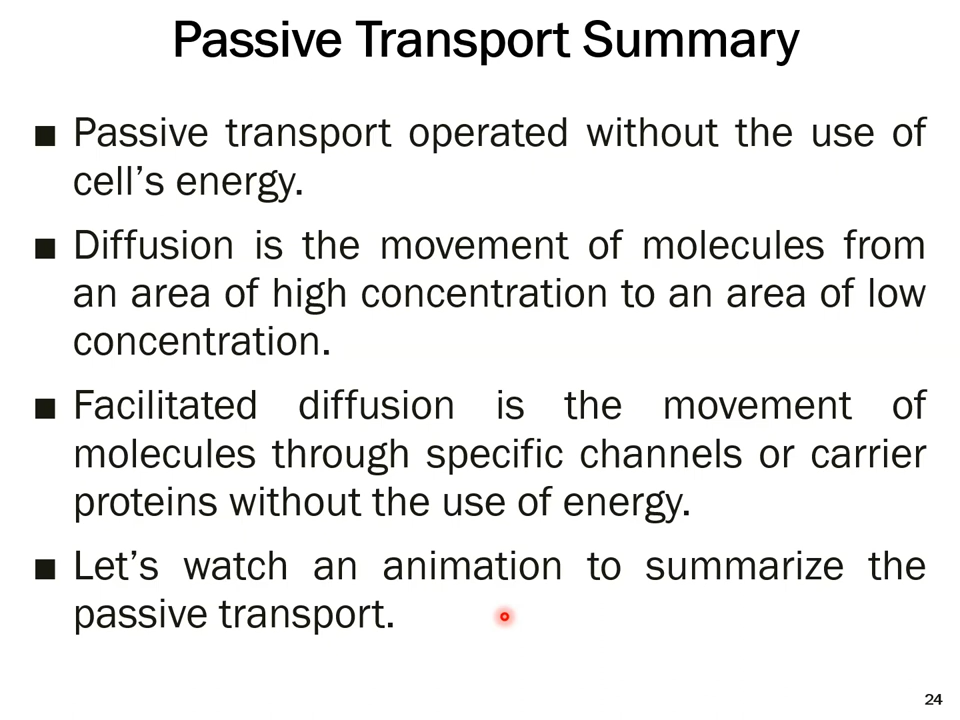 Passive Transport Summary
■ Passive transport operated without the use of
cell’s energy.
■ Diffusion is the movement of molecules from
an area of high concentration to an area of low
concentration.
■ Facilitated diffusion is the movement of
molecules through specific channels or carrier
proteins without the use of energy.
■ Let’s watch an animation to summarize the
passive transport.
24